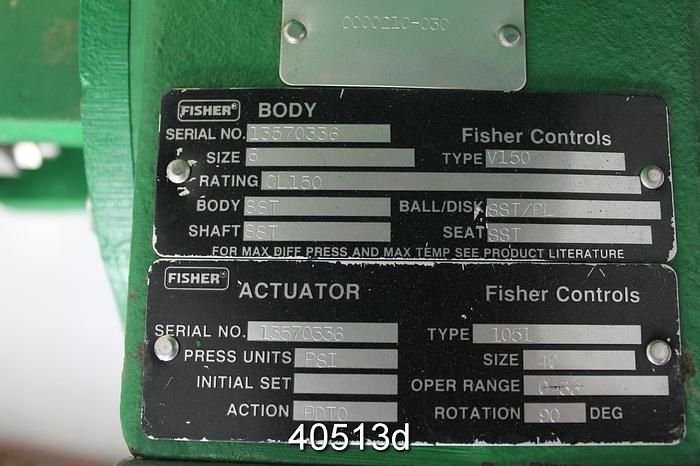 0000210-030
FISHER® BODY
SERIAL NO. 13570336 Fisher Controls
SIZE 6 TYPE V150
RATING CL150
BODY SST BALL/DISK SST/PL
SHAFT SST SEAT SST
FOR MAX DIFF PRESS AND MAX TEMP SEE PRODUCT LITERATURE
FISHER®
ACTUATOR Fisher Controls
SERIAL NO. 13570336 TYPE 1051
PRESS UNITS PSI SIZE 40
INITIAL SET OPER RANGE 0-33
ACTION PDTO ROTATION 90 DEG
40513d